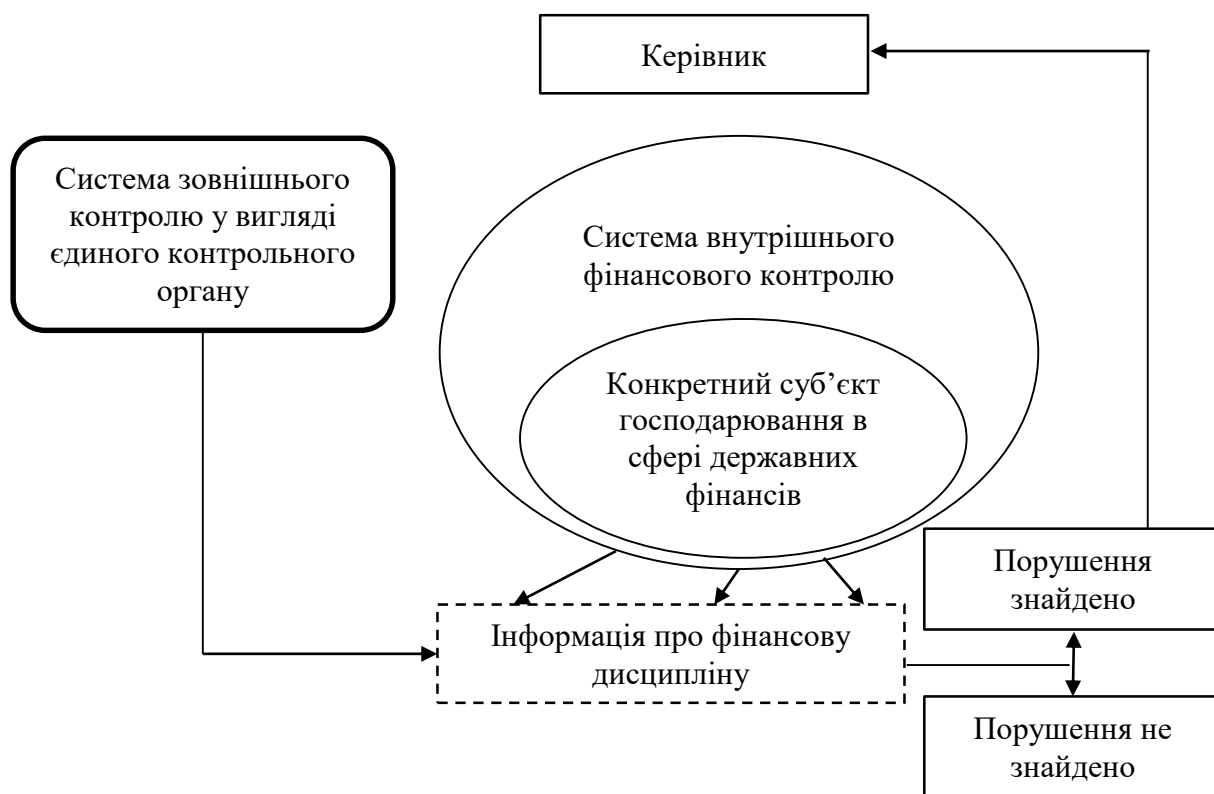 Керівник
Система зовнішнього
контролю у вигляді
єдиного контрольного
органу
Система внутрішнього
фінансового контролю
Конкретний суб’єкт
господарювання в
сфері державних
фінансів
Порушення
знайдено
Інформація про фінансову
дисципліну
Порушення не
знайдено